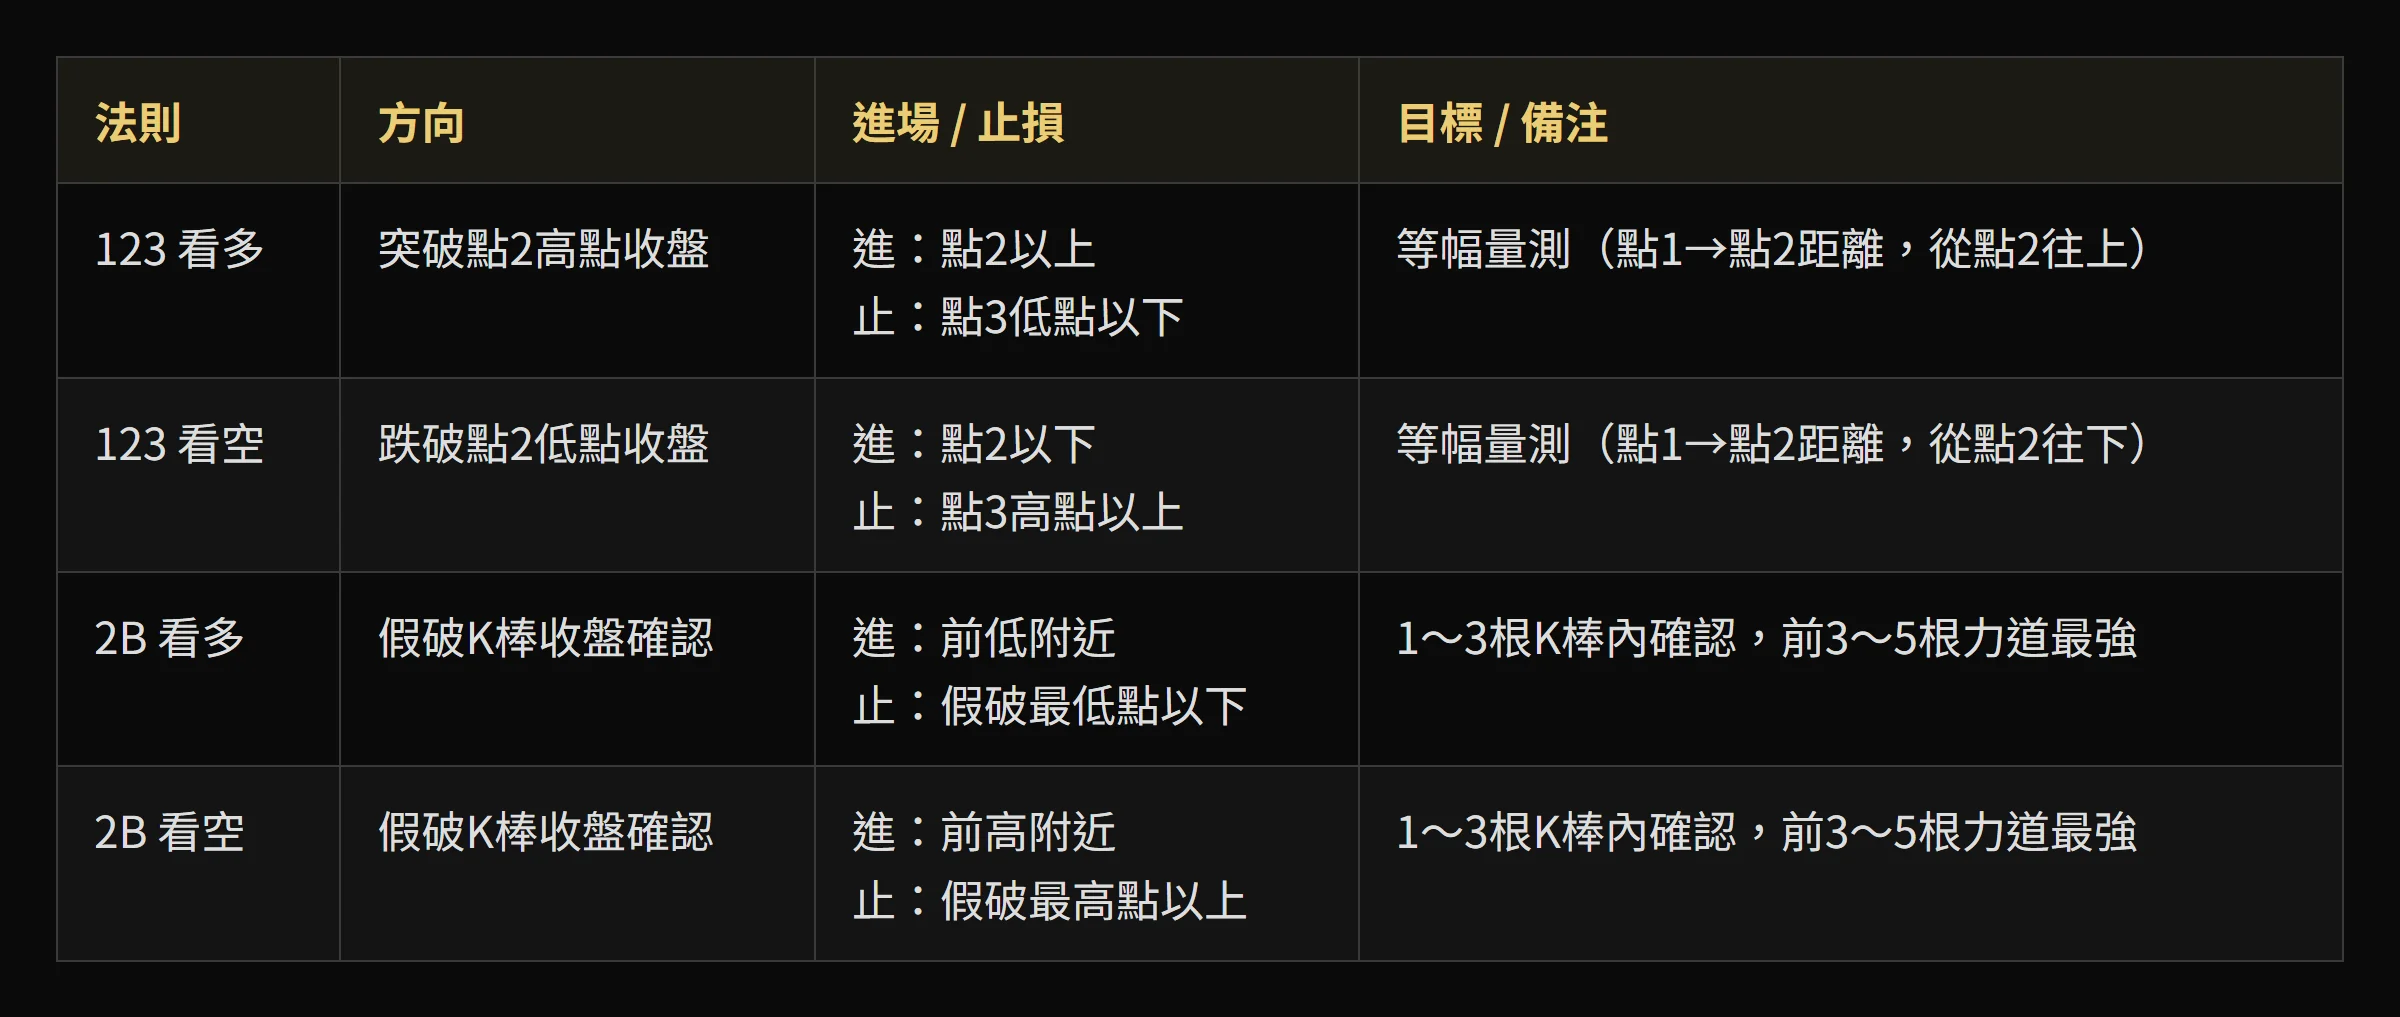 法則 方向 進場 / 止損 目標 / 備注
123 看多 突破點2高點收盤 進：點2以上 等幅量測（點1→點2距離，從點2往上）
止：點3低點以下
123 看空 跌破點2低點收盤 進：點2以下 等幅量測（點1→點2距離，從點2往下）
止：點3高點以上
2B 看多 假破K棒收盤確認 進：前低附近 1～3根K棒內確認，前3～5根力道最強
止：假破最低點以下
2B 看空 假破K棒收盤確認 進：前高附近 1～3根K棒內確認，前3～5根力道最強
止：假破最高點以上